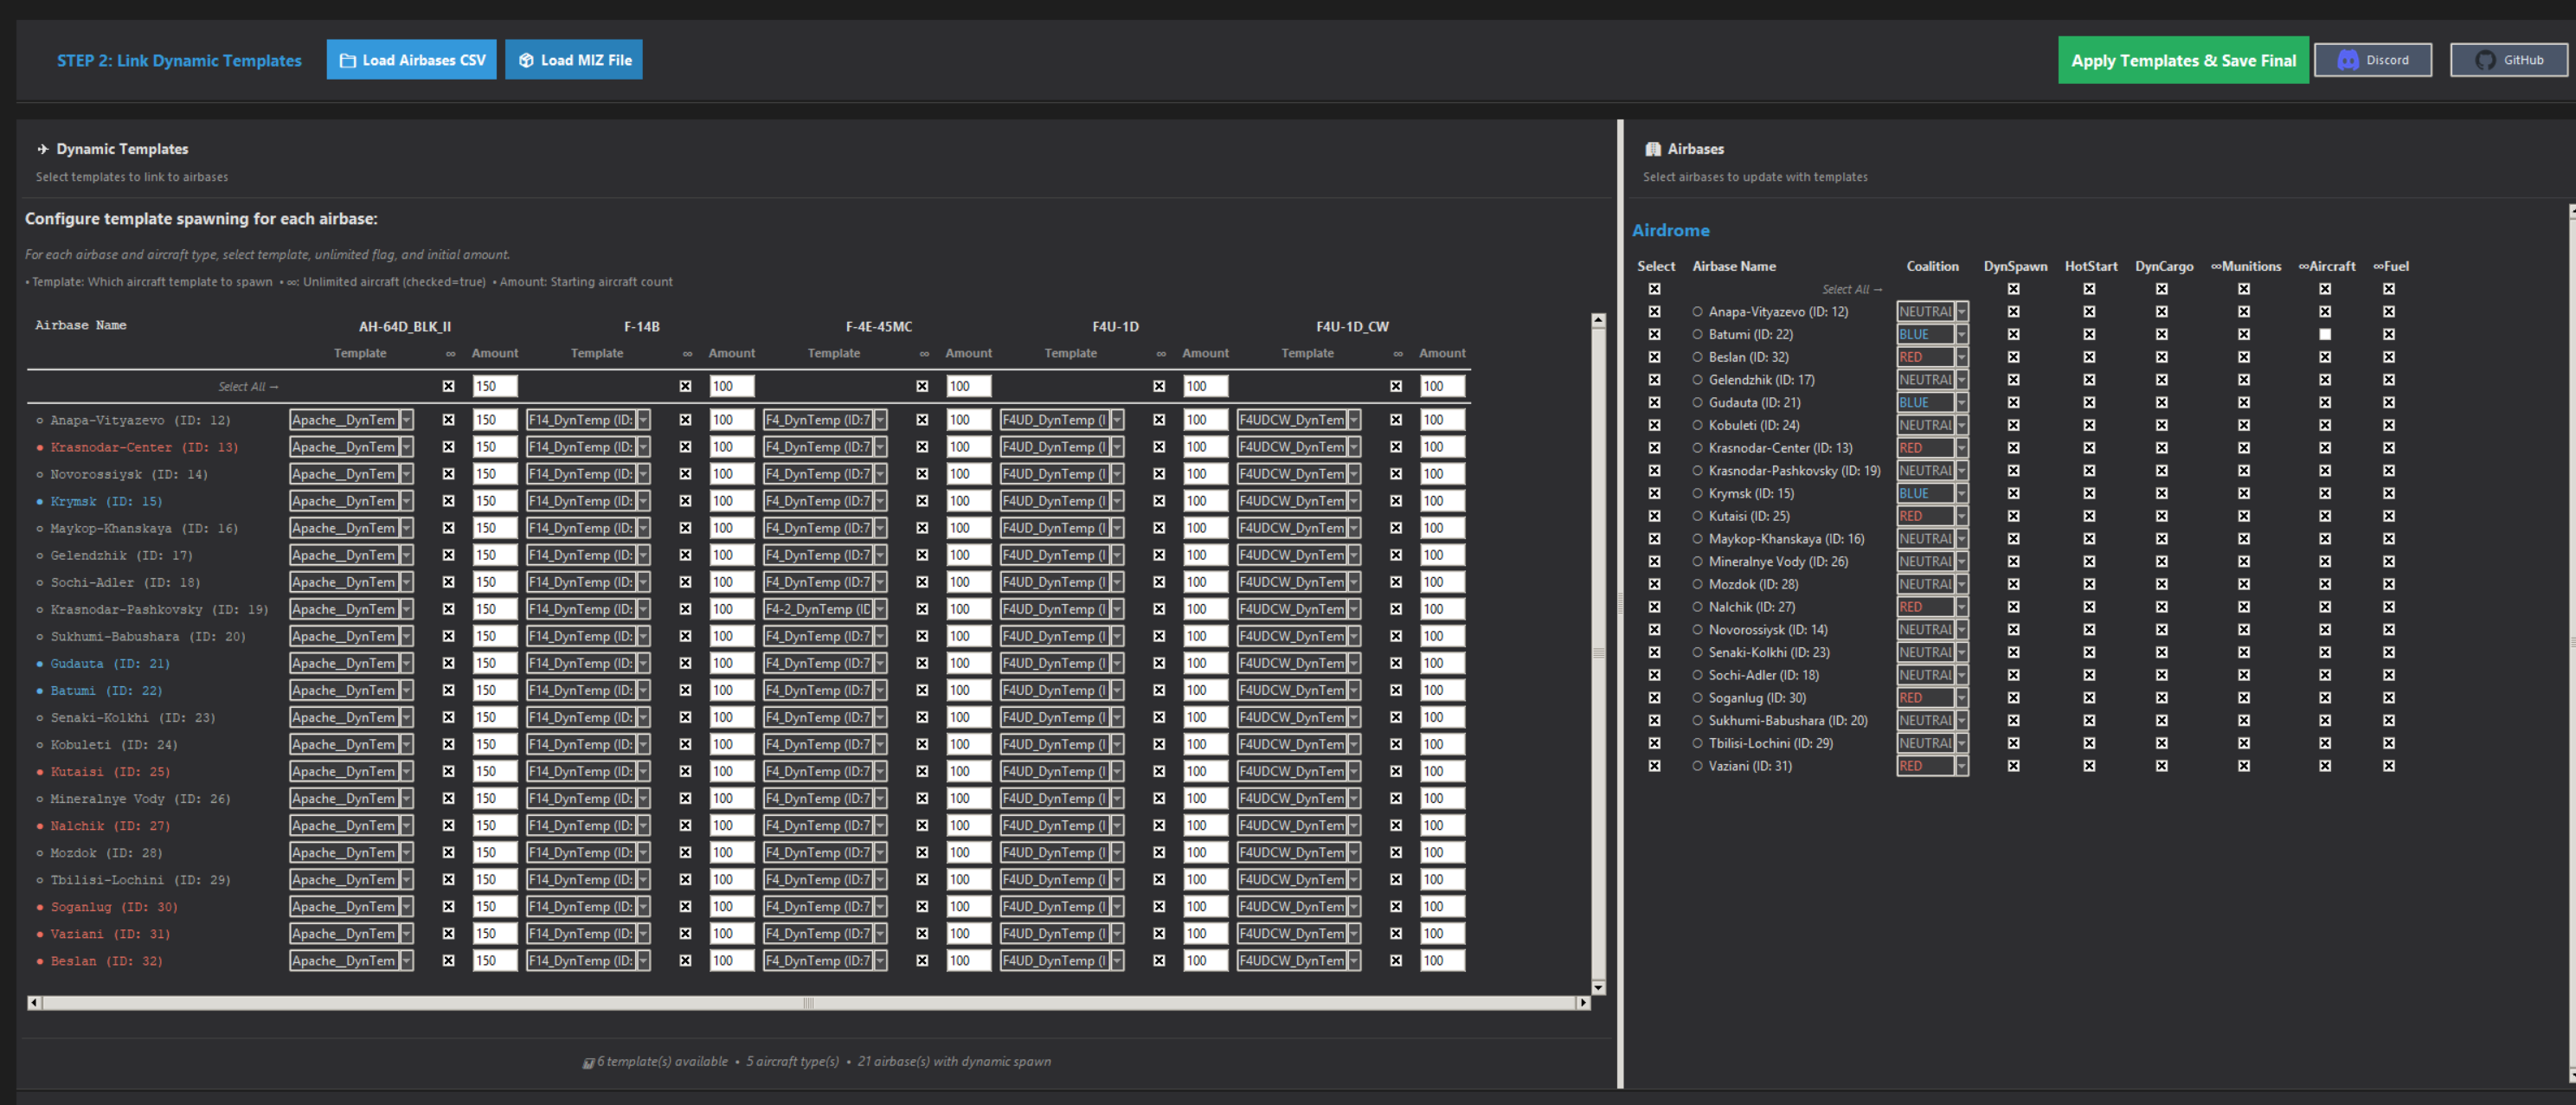 STEP 2: Link Dynamic Templates Load Airbases CSV Load MIZ File Apply Templates & Save Final Discord GitHub
Dynamic Templates
Select templates to link to airbases
Configure template spawning for each airbase:
For each airbase and aircraft type, select template, unlimited flag, and initial amount.
• Template: Which aircraft template to spawn • ∞: Unlimited aircraft (checked=true) • Amount: Starting aircraft count
Airbase Name AH-64D_BLK_II F-14B F-4E-45MC F4U-1D F4U-1D_CW
Template ∞ Amount Template ∞ Amount Template ∞ Amount Template ∞ Amount Template ∞ Amount
Select All → 150 100 100 100 100
Anapa-Vityazevo (ID: 12) Apache__DynTem 150 F14_DynTemp (ID: 100 F4_DynTemp (ID:7 100 F4UD_DynTemp (I 100 F4UDCW_DynTem 100
Krasnodar-Center (ID: 13) Apache__DynTem 150 F14_DynTemp (ID: 100 F4_DynTemp (ID:7 100 F4UD_DynTemp (I 100 F4UDCW_DynTem 100
Novorossiysk (ID: 14) Apache__DynTem 150 F14_DynTemp (ID: 100 F4_DynTemp (ID:7 100 F4UD_DynTemp (I 100 F4UDCW_DynTem 100
Krymsk (ID: 15) Apache__DynTem 150 F14_DynTemp (ID: 100 F4_DynTemp (ID:7 100 F4UD_DynTemp (I 100 F4UDCW_DynTem 100
Maykop-Khanskaya (ID: 16) Apache__DynTem 150 F14_DynTemp (ID: 100 F4_DynTemp (ID:7 100 F4UD_DynTemp (I 100 F4UDCW_DynTem 100
Gelendzhik (ID: 17) Apache__DynTem 150 F14_DynTemp (ID: 100 F4_DynTemp (ID:7 100 F4UD_DynTemp (I 100 F4UDCW_DynTem 100
Sochi-Adler (ID: 18) Apache__DynTem 150 F14_DynTemp (ID: 100 F4_DynTemp (ID:7 100 F4UD_DynTemp (I 100 F4UDCW_DynTem 100
Krasnodar-Pashkovsky (ID: 19) Apache__DynTem 150 F14_DynTemp (ID: 100 F4-2_DynTemp (ID 100 F4UD_DynTemp (I 100 F4UDCW_DynTem 100
Sukhumi-Babushara (ID: 20) Apache__DynTem 150 F14_DynTemp (ID: 100 F4_DynTemp (ID:7 100 F4UD_DynTemp (I 100 F4UDCW_DynTem 100
Gudauta (ID: 21) Apache__DynTem 150 F14_DynTemp (ID: 100 F4_DynTemp (ID:7 100 F4UD_DynTemp (I 100 F4UDCW_DynTem 100
Batumi (ID: 22) Apache__DynTem 150 F14_DynTemp (ID: 100 F4_DynTemp (ID:7 100 F4UD_DynTemp (I 100 F4UDCW_DynTem 100
Senaki-Kolkhi (ID: 23) Apache__DynTem 150 F14_DynTemp (ID: 100 F4_DynTemp (ID:7 100 F4UD_DynTemp (I 100 F4UDCW_DynTem 100
Kobuleti (ID: 24) Apache__DynTem 150 F14_DynTemp (ID: 100 F4_DynTemp (ID:7 100 F4UD_DynTemp (I 100 F4UDCW_DynTem 100
Kutaisi (ID: 25) Apache__DynTem 150 F14_DynTemp (ID: 100 F4_DynTemp (ID:7 100 F4UD_DynTemp (I 100 F4UDCW_DynTem 100
Mineralnye Vody (ID: 26) Apache__DynTem 150 F14_DynTemp (ID: 100 F4_DynTemp (ID:7 100 F4UD_DynTemp (I 100 F4UDCW_DynTem 100
Nalchik (ID: 27) Apache__DynTem 150 F14_DynTemp (ID: 100 F4_DynTemp (ID:7 100 F4UD_DynTemp (I 100 F4UDCW_DynTem 100
Mozdok (ID: 28) Apache__DynTem 150 F14_DynTemp (ID: 100 F4_DynTemp (ID:7 100 F4UD_DynTemp (I 100 F4UDCW_DynTem 100
Tbilisi-Lochini (ID: 29) Apache__DynTem 150 F14_DynTemp (ID: 100 F4_DynTemp (ID:7 100 F4UD_DynTemp (I 100 F4UDCW_DynTem 100
Soganlug (ID: 30) Apache__DynTem 150 F14_DynTemp (ID: 100 F4_DynTemp (ID:7 100 F4UD_DynTemp (I 100 F4UDCW_DynTem 100
Vaziani (ID: 31) Apache__DynTem 150 F14_DynTemp (ID: 100 F4_DynTemp (ID:7 100 F4UD_DynTemp (I 100 F4UDCW_DynTem 100
Beslan (ID: 32) Apache__DynTem 150 F14_DynTemp (ID: 100 F4_DynTemp (ID:7 100 F4UD_DynTemp (I 100 F4UDCW_DynTem 100
6 template(s) available • 5 aircraft type(s) • 21 airbase(s) with dynamic spawn
Airbases
Select airbases to update with templates
Airdrome
Select Airbase Name Coalition DynSpawn HotStart DynCargo ∞Munitions ∞Aircraft ∞Fuel
Select All →
Anapa-Vityazevo (ID: 12) NEUTRAL
Batumi (ID: 22) BLUE
Beslan (ID: 32) RED
Gelendzhik (ID: 17) NEUTRAL
Gudauta (ID: 21) BLUE
Kobuleti (ID: 24) NEUTRAL
Krasnodar-Center (ID: 13) RED
Krasnodar-Pashkovsky (ID: 19) NEUTRAL
Krymsk (ID: 15) BLUE
Kutaisi (ID: 25) RED
Maykop-Khanskaya (ID: 16) NEUTRAL
Mineralnye Vody (ID: 26) NEUTRAL
Mozdok (ID: 28) NEUTRAL
Nalchik (ID: 27) RED
Novorossiysk (ID: 14) NEUTRAL
Senaki-Kolkhi (ID: 23) NEUTRAL
Sochi-Adler (ID: 18) NEUTRAL
Soganlug (ID: 30) RED
Sukhumi-Babushara (ID: 20) NEUTRAL
Tbilisi-Lochini (ID: 29) NEUTRAL
Vaziani (ID: 31) RED